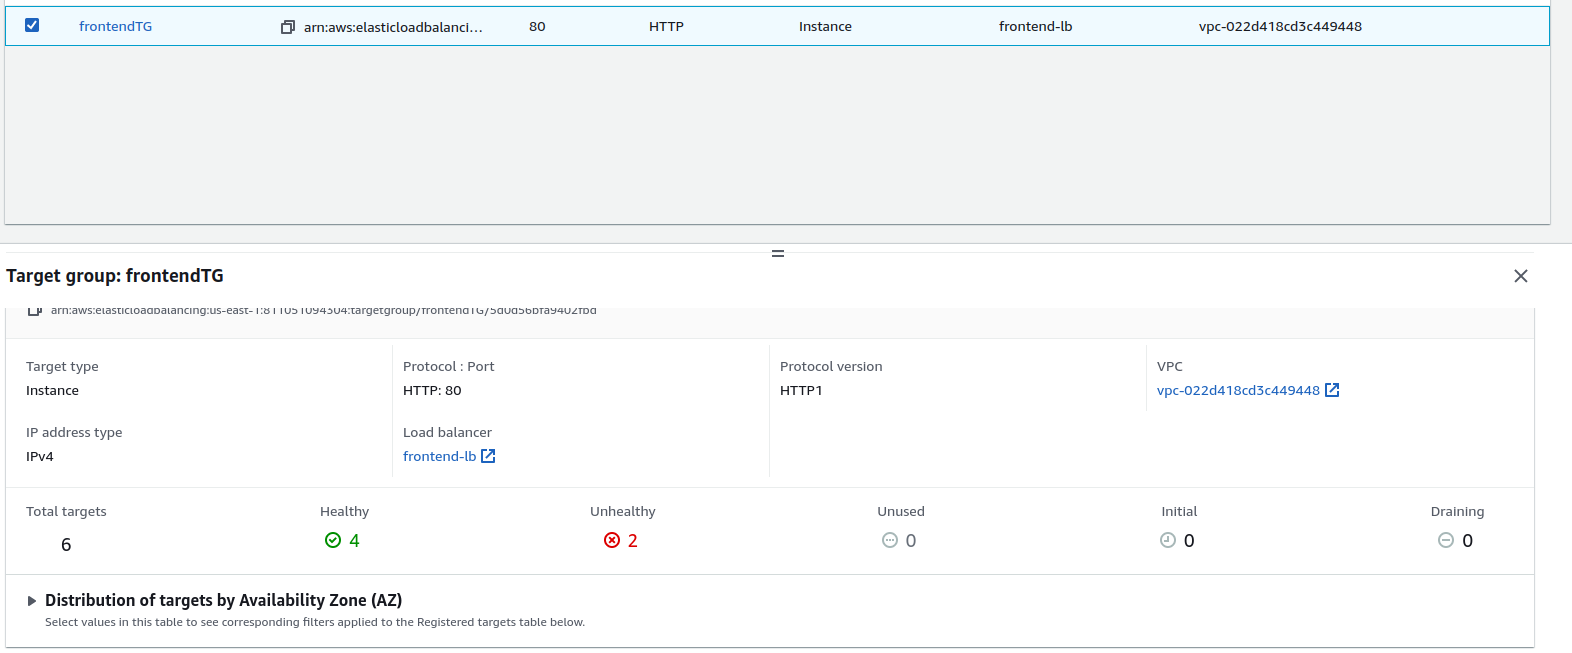 frontendTG arn:aws:elasticloadbalanci... 80 HTTP Instance frontend-lb vpc-022d418cd3c449448
Target group: frontendTG
arn:aws:elasticloadbalancing:us-east-1:811051094304:targetgroup/frontendTG/5d0d56bfa9402fbd
Target type Protocol : Port Protocol version VPC
Instance HTTP: 80 HTTP1 vpc-022d418cd3c449448
IP address type Load balancer
IPv4 frontend-lb
Total targets Healthy Unhealthy Unused Initial Draining
6 4 2 0 0 0
Distribution of targets by Availability Zone (AZ)
Select values in this table to see corresponding filters applied to the Registered targets table below.